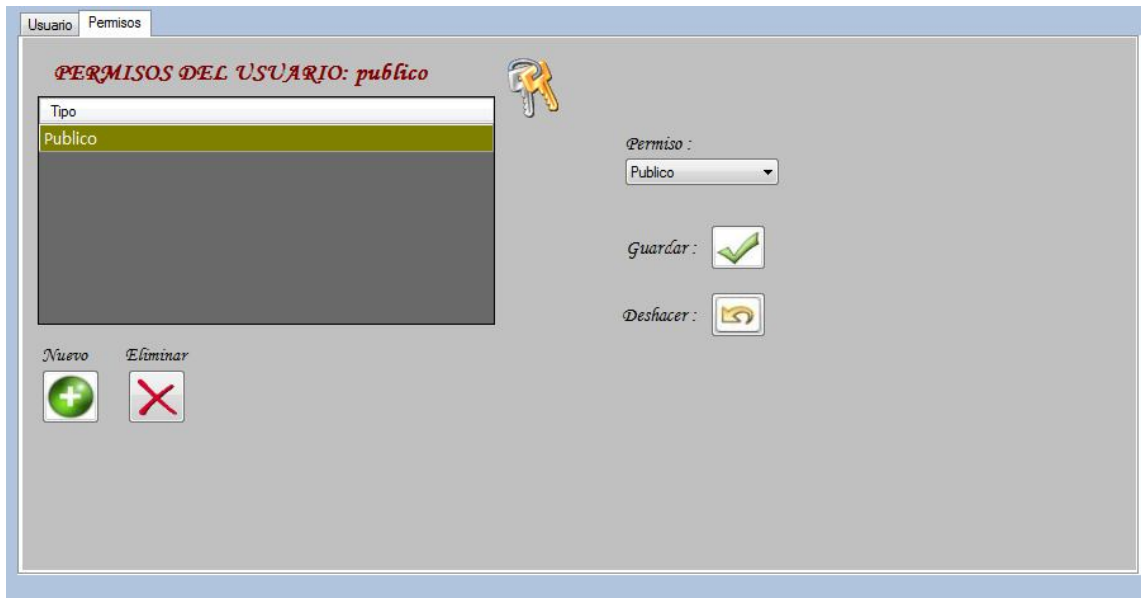 Usuario Permisos
PERMISOS DEL USUARIO: publico
Tipo
Publico
Permiso :
Publico
Guardar :
Deshacer :
Nuevo Eliminar